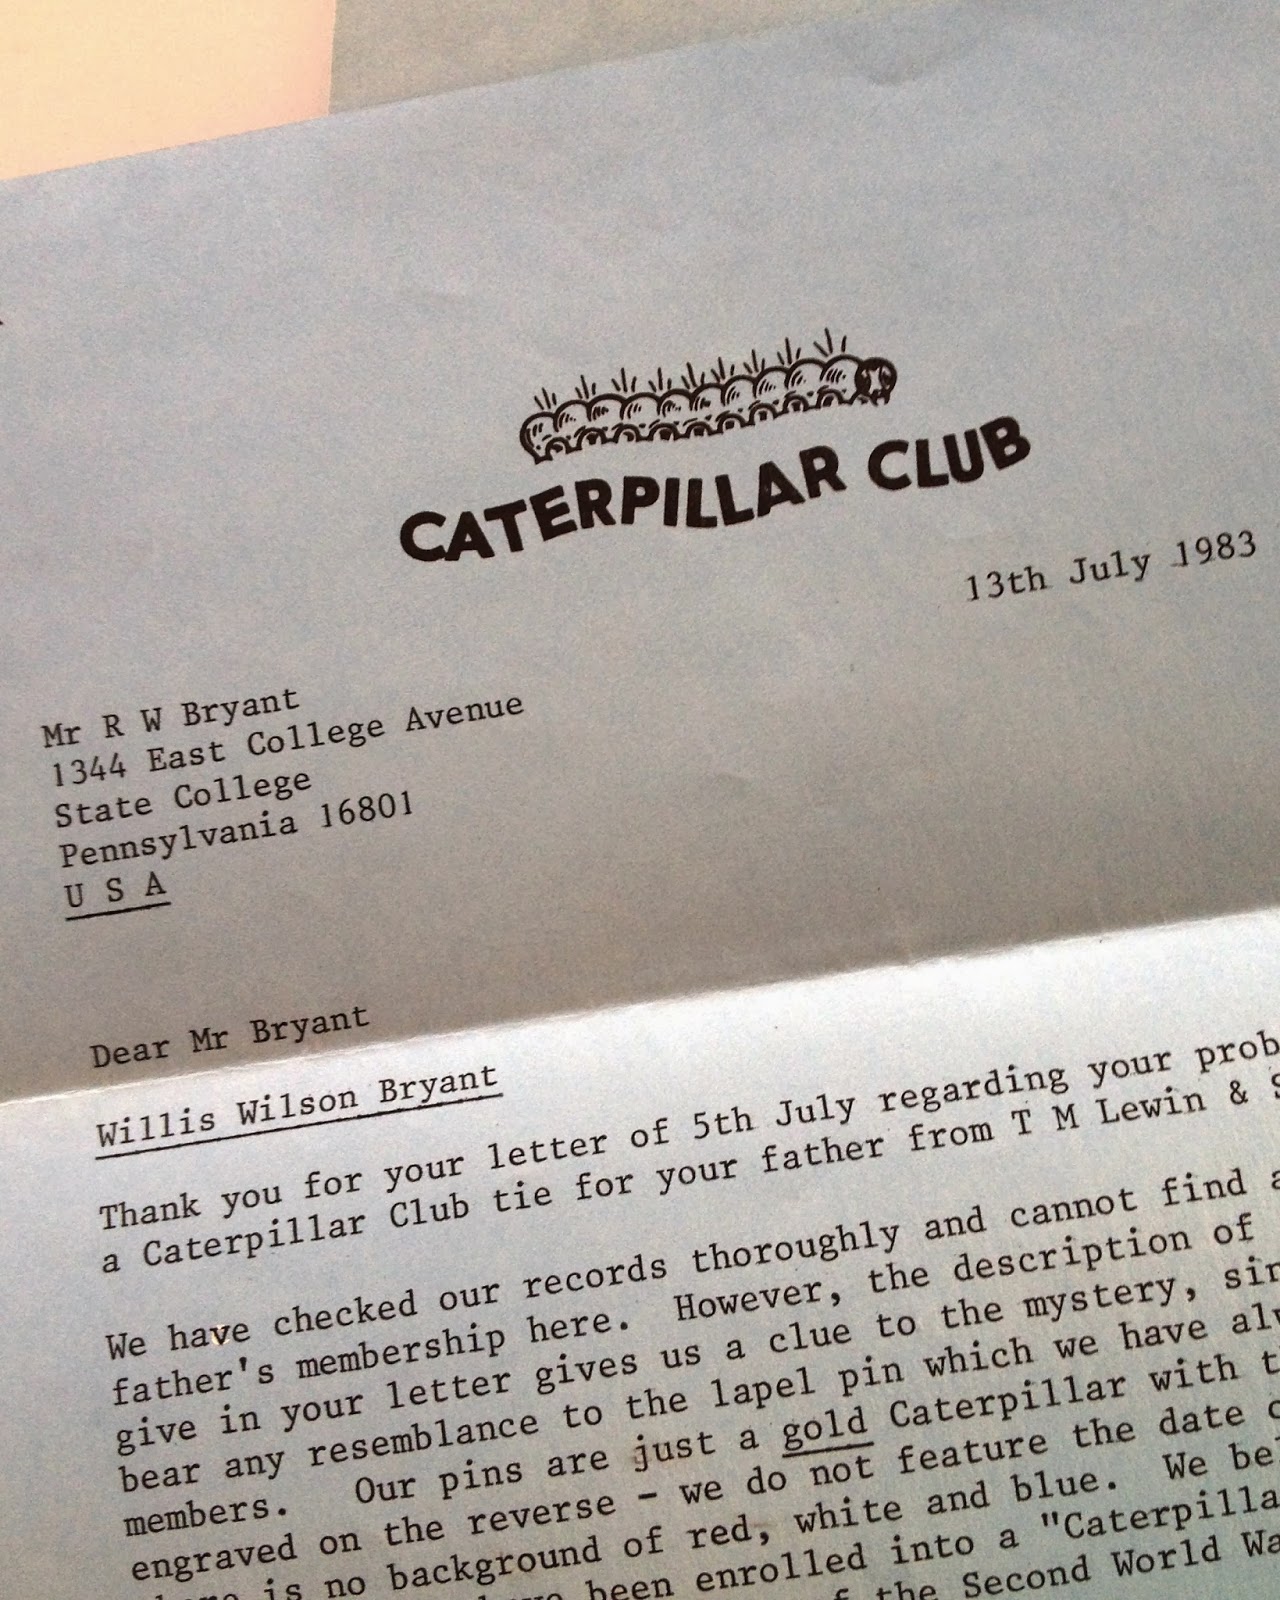 CATERPILLAR CLUB
13th July 1983
Mr R W Bryant
1344 East College Avenue
State College
Pennsylvania 16801
U S A
Dear Mr Bryant
Willis Wilson Bryant
Thank you for your letter of 5th July regarding your
a Caterpillar Club tie for your father from T M Lewin &
We have checked our records thoroughly and cannot find
father's membership here. However, the description of
give in your letter gives us a clue to the mystery,
bear any resemblance to the lapel pin which we have
members. Our pins are just a gold Caterpillar with
engraved on the reverse - we do not feature the date
is no background of red, white and blue. We
been enrolled into a "Caterpillar
the Second World